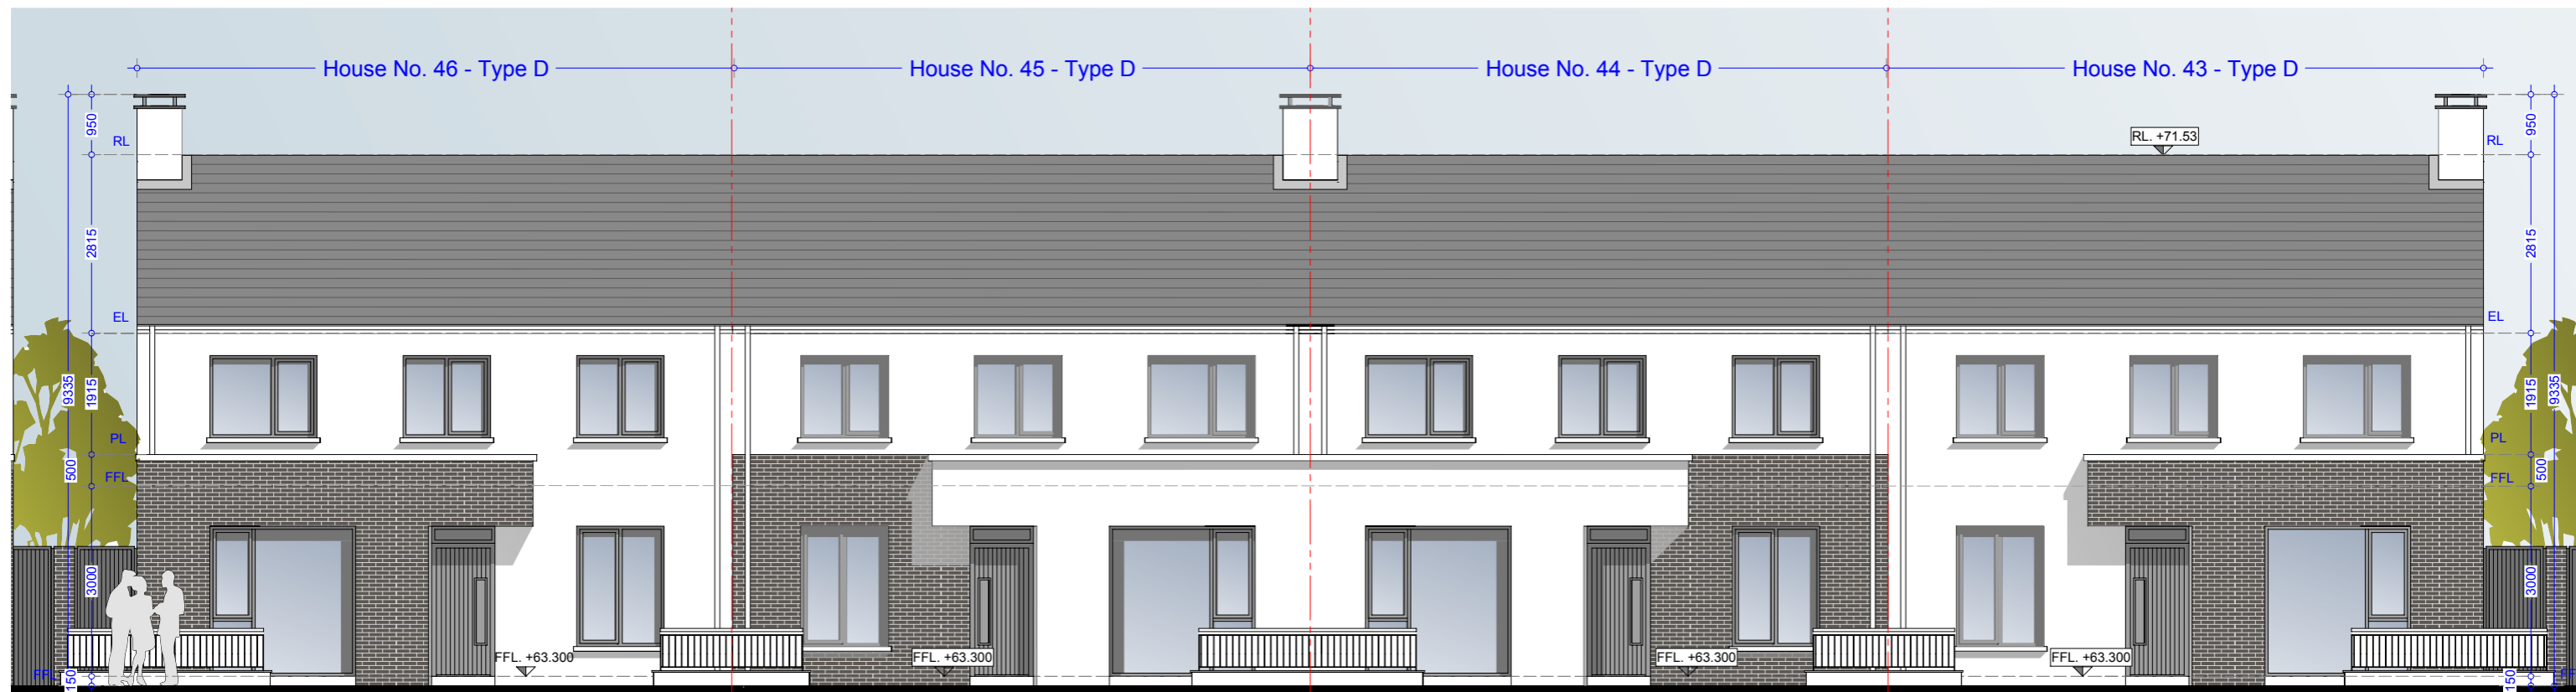 House No. 46 - Type D
House No. 45 - Type D
House No. 44 - Type D
House No. 43 - Type D
950
RL
RL. +71.53
RL
950
2815
2815
EL
EL
9335
1915
1915
9335
PL
PL
500
FFL
FFL
500
3000
3000
FFL. +63.300
FFL. +63.300
FFL. +63.300
FFL. +63.300
FFL
150
150